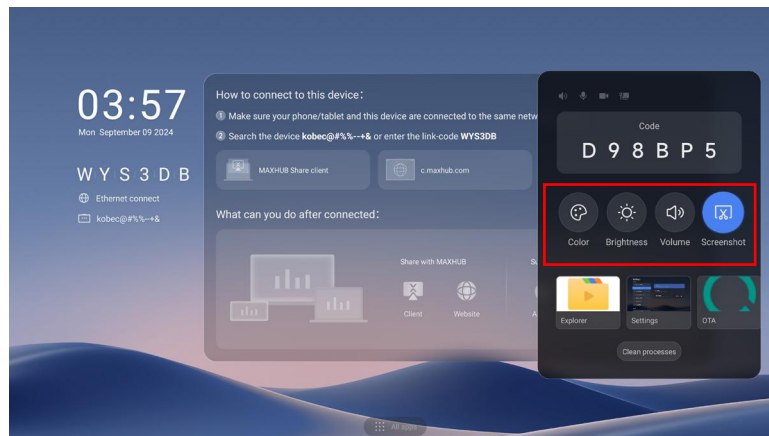 03:57
Mon September 09 2024
WYS3DB
Ethernet connect
kobec@#%%--+&
How to connect to this device:
1 Make sure your phone/tablet and this device are connected to the same netw
2 Search the device kobec@#%%--+& or enter the link-code WYS3DB
MAXHUB Share client
c.maxhub.com
What can you do after connected:
Share with MAXHUB
Su
Client
Website
A
Code
D98BP5
Color
Brightness
Volume
Screenshot
Explorer
Settings
OTA
Clean processes
All apps